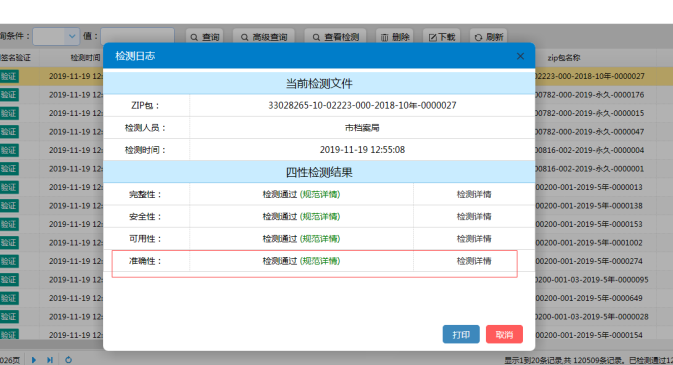 询条件： 值： 查询 高级查询 查看检测 删除 下载 刷新
签名验证 检测时间 zip包名称
检测日志
当前检测文件
ZIP包： 33028265-10-02223-000-2018-10年-0000027
检测人员： 市档案局
检测时间： 2019-11-19 12:55:08
四性检测结果
完整性： 检测通过 (规范详情) 检测详情
安全性： 检测通过 (规范详情) 检测详情
可用性： 检测通过 (规范详情) 检测详情
准确性： 检测通过 (规范详情) 检测详情
打印 取消
验证 2019-11-19 12: 02223-000-2018-10年-0000027
验证 2019-11-19 12: 00782-000-2019-永久-0000176
验证 2019-11-19 12: 00782-000-2019-永久-0000015
验证 2019-11-19 12: 00782-000-2019-永久-0000047
验证 2019-11-19 12: 00816-002-2019-永久-0000004
验证 2019-11-19 12: 00816-002-2019-永久-0000001
验证 2019-11-19 12: 00200-001-2019-5年-0000013
验证 2019-11-19 12: 00200-001-2019-5年-0000138
验证 2019-11-19 12: 00200-001-2019-5年-0000153
验证 2019-11-19 12: 00200-001-2019-5年-0001002
验证 2019-11-19 12: 00200-001-2019-5年-0000274
验证 2019-11-19 12: 0200-001-03-2019-5年-0000095
验证 2019-11-19 12: 00200-001-2019-5年-0000649
验证 2019-11-19 12: 0200-001-03-2019-5年-0000028
验证 2019-11-19 12: 00200-001-2019-5年-0000154
026页 显示1到20条记录,共 120509条记录，已检测通过12